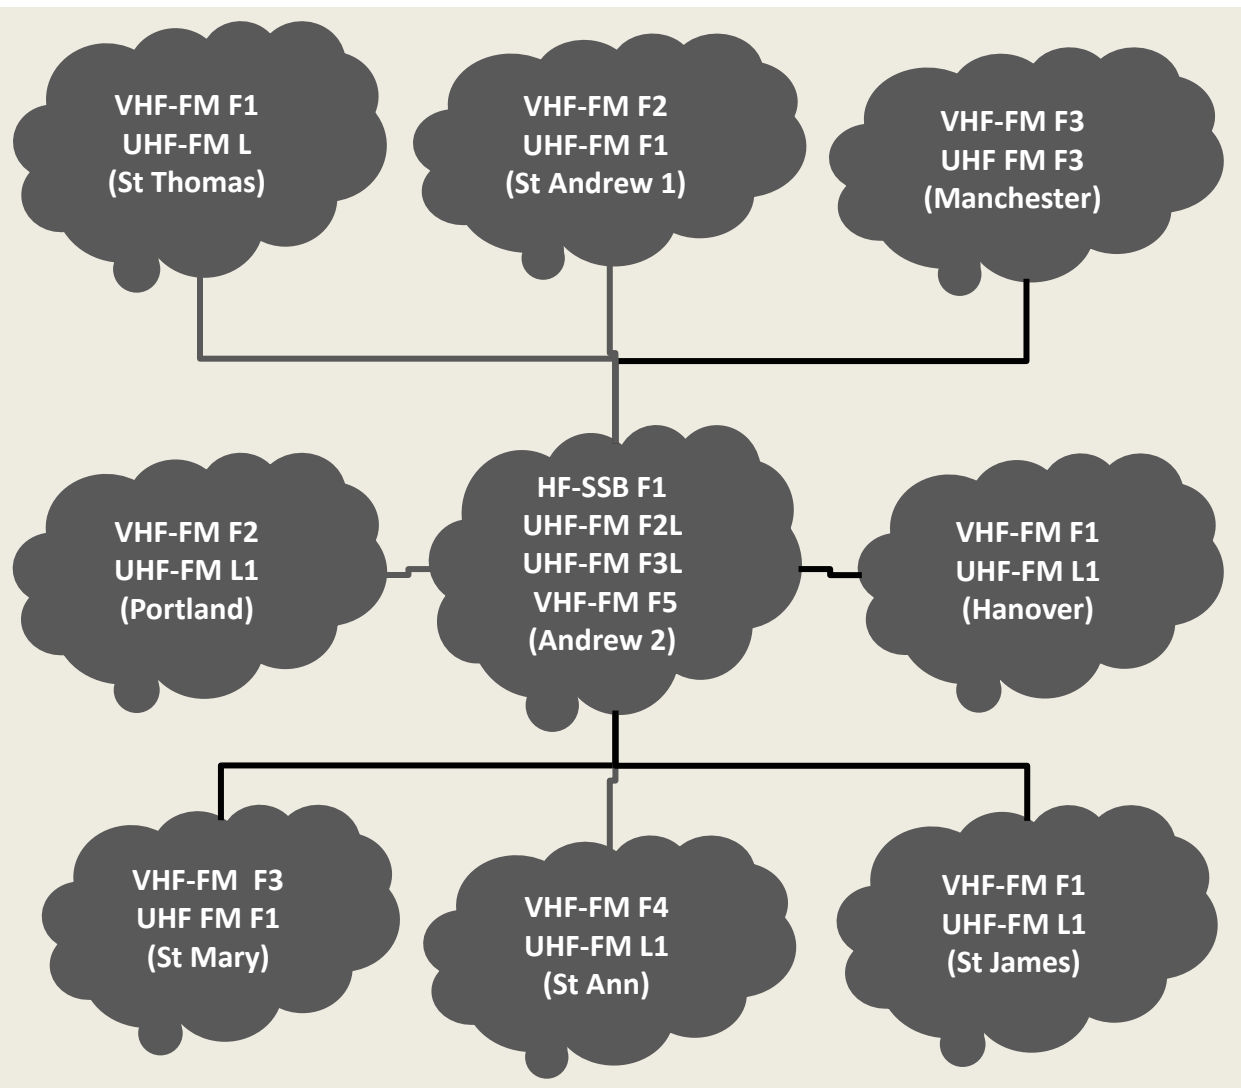 VHF-FM F1
UHF-FM L
(St Thomas)
VHF-FM F2
UHF-FM F1
(St Andrew 1)
VHF-FM F3
UHF FM F3
(Manchester)
VHF-FM F2
UHF-FM L1
(Portland)
HF-SSB F1
UHF-FM F2L
UHF-FM F3L
VHF-FM F5
(Andrew 2)
VHF-FM F1
UHF-FM L1
(Hanover)
VHF-FM F3
UHF FM F1
(St Mary)
VHF-FM F4
UHF-FM L1
(St Ann)
VHF-FM F1
UHF-FM L1
(St James)